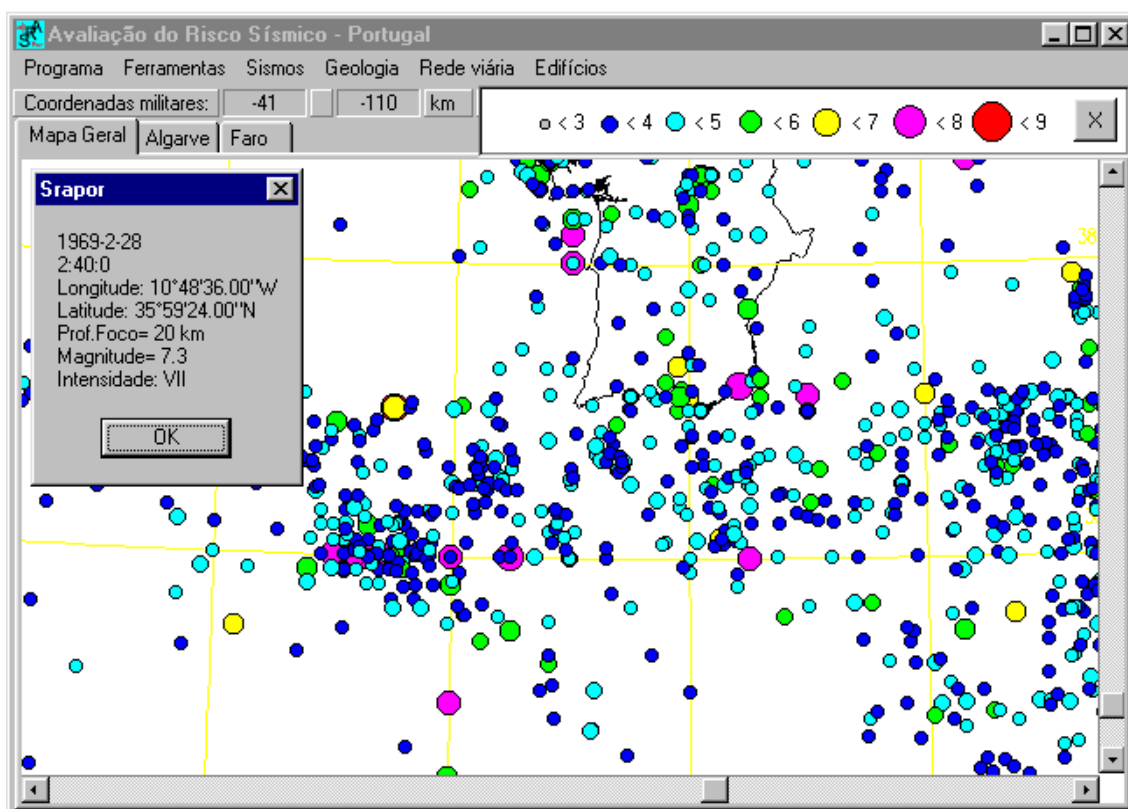 Avaliação do Risco Sísmico - Portugal
Programa Ferramentas Sismos Geologia Rede viária Edifícios
Coordenadas militares: -41 -110 km
< 3 < 4 < 5 < 6 < 7 < 8 < 9 X
Mapa Geral Algarve Faro
Srapor
1969-2-28
2:40:0
Longitude: 10°48'36.00''W
Latitude: 35°59'24.00''N
Prof.Foco= 20 km
Magnitude= 7.3
Intensidade: VII
OK
38